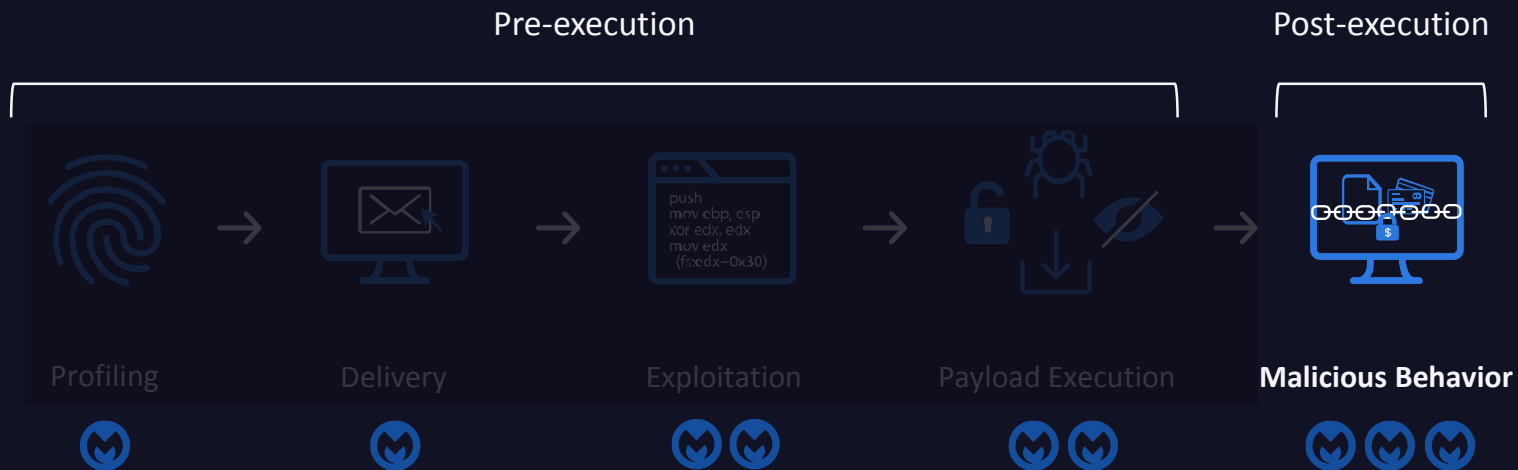 Pre-execution
Post-execution
push
mov ebp, esp
xor edx, edx
mov edx
(fs:edx+0x30)
$
Profiling
Delivery
Exploitation
Payload Execution
Malicious Behavior